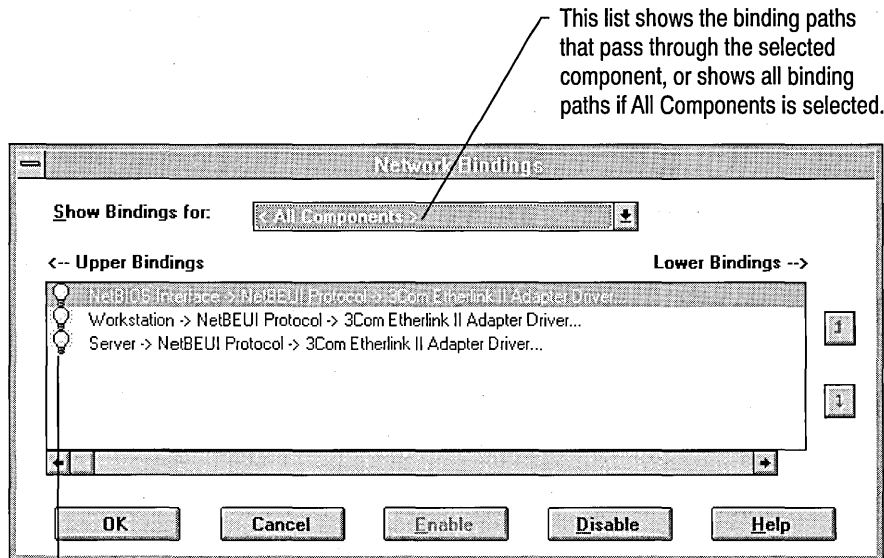 This list shows the binding paths
that pass through the selected
component, or shows all binding
paths if All Components is selected.
Network Bindings
Show Bindings for:
< All Components >
<-- Upper Bindings
Lower Bindings -->
NetBIOS Interface -> NetBEUI Protocol -> 3Com Etherlink II Adapter Driver...
Workstation -> NetBEUI Protocol -> 3Com Etherlink II Adapter Driver...
Server -> NetBEUI Protocol -> 3Com Etherlink II Adapter Driver...
OK
Cancel
Enable
Disable
Help